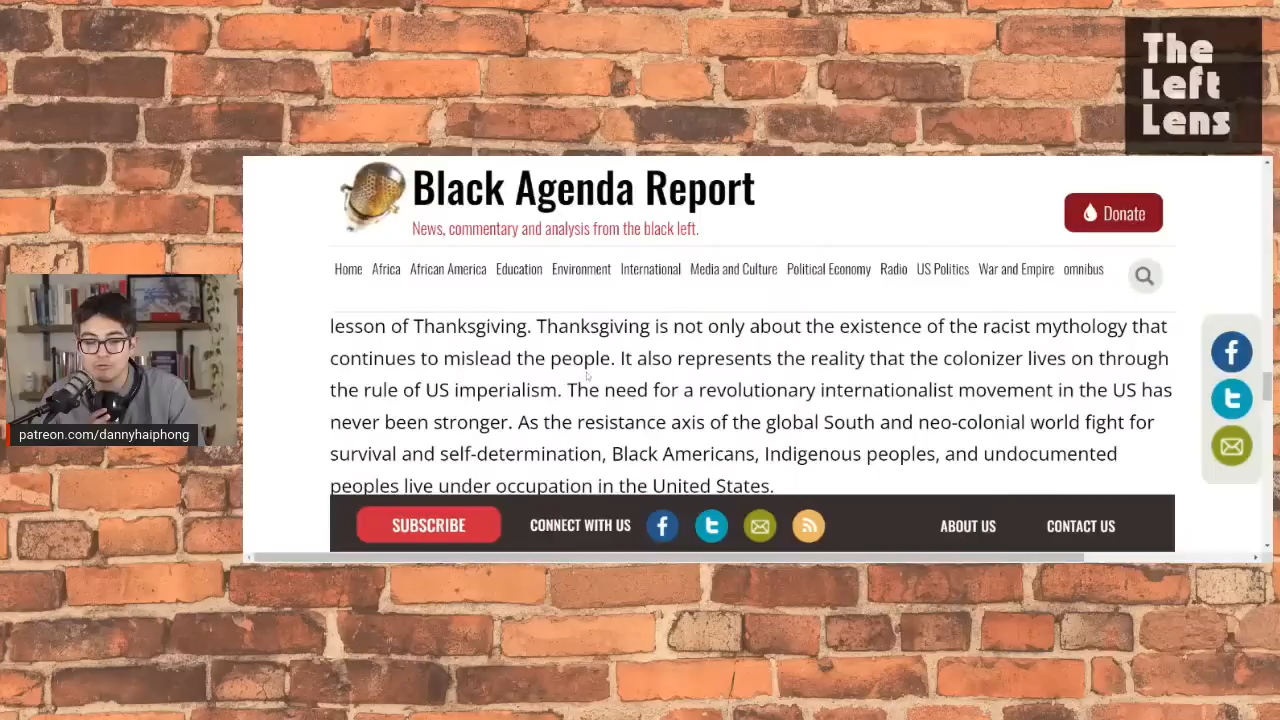 The
Left
Lens
Black Agenda Report
News, commentary and analysis from the black left.
Donate
Home Africa African America Education Environment International Media and Culture Political Economy Radio US Politics War and Empire omnibus
lesson of Thanksgiving. Thanksgiving is not only about the existence of the racist mythology that
continues to mislead the people. It also represents the reality that the colonizer lives on through
the rule of US imperialism. The need for a revolutionary internationalist movement in the US has
never been stronger. As the resistance axis of the global South and neo-colonial world fight for
survival and self-determination, Black Americans, Indigenous peoples, and undocumented
peoples live under occupation in the United States.
patreon.com/dannyhaiphong
SUBSCRIBE CONNECT WITH US ABOUT US CONTACT US